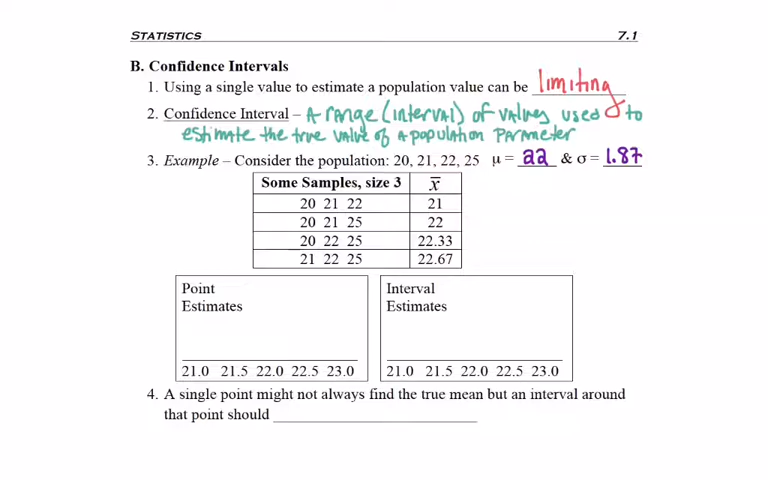 STATISTICS 7.1
B. Confidence Intervals
1. Using a single value to estimate a population value can be limiting
2. Confidence Interval – A range (interval) of values used to
estimate the true value of a population parameter
3. Example – Consider the population: 20, 21, 22, 25 μ = 22 & σ = 1.87
Some Samples, size 3 x̅
20 21 22 21
20 21 25 22
20 22 25 22.33
21 22 25 22.67
Point Interval
Estimates Estimates
21.0 21.5 22.0 22.5 23.0 21.0 21.5 22.0 22.5 23.0
4. A single point might not always find the true mean but an interval around
that point should